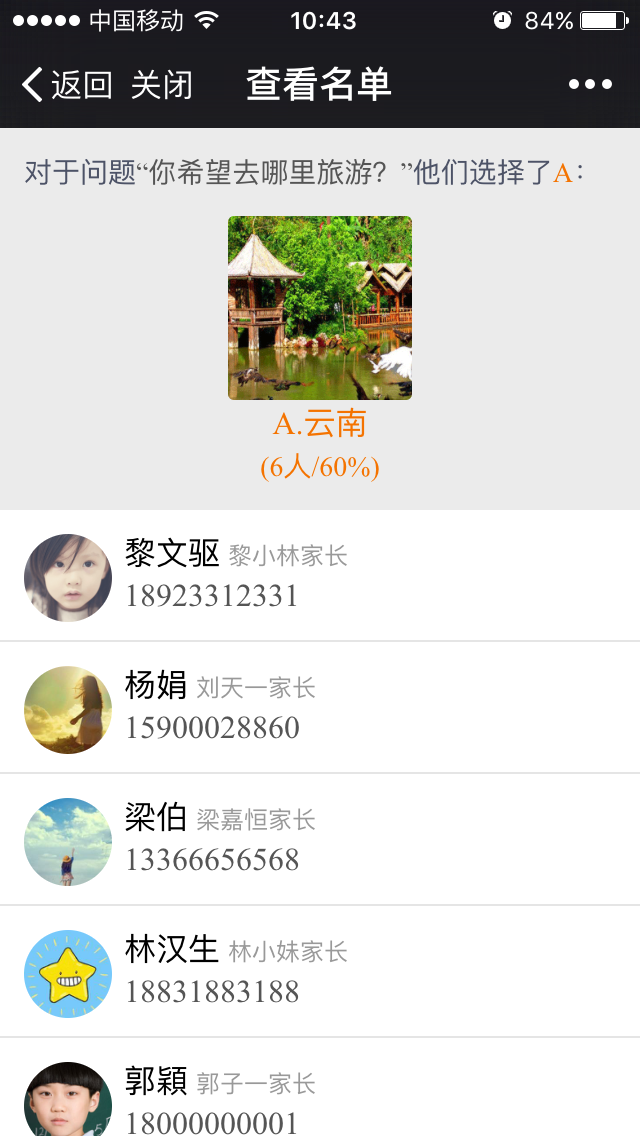 中国移动 10:43 84%
返回 关闭 查看名单
对于问题“你希望去哪里旅游？”他们选择了A：
A.云南
(6人/60%)
黎文驱 黎小林家长
18923312331
杨娟 刘天一家长
15900028860
梁伯 梁嘉恒家长
13366656568
林汉生 林小妹家长
18831883188
郭穎 郭子一家长
18000000001